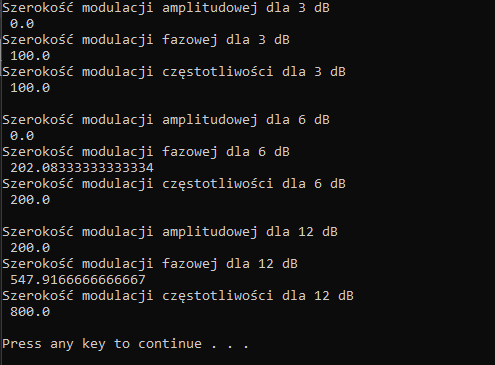 Szerokość modulacji amplitudowej dla 3 dB
0.0
Szerokość modulacji fazowej dla 3 dB
100.0
Szerokość modulacji częstotliwości dla 3 dB
100.0
Szerokość modulacji amplitudowej dla 6 dB
0.0
Szerokość modulacji fazowej dla 6 dB
202.08333333333334
Szerokość modulacji częstotliwości dla 6 dB
200.0
Szerokość modulacji amplitudowej dla 12 dB
200.0
Szerokość modulacji fazowej dla 12 dB
547.9166666666667
Szerokość modulacji częstotliwości dla 12 dB
800.0
Press any key to continue . . .